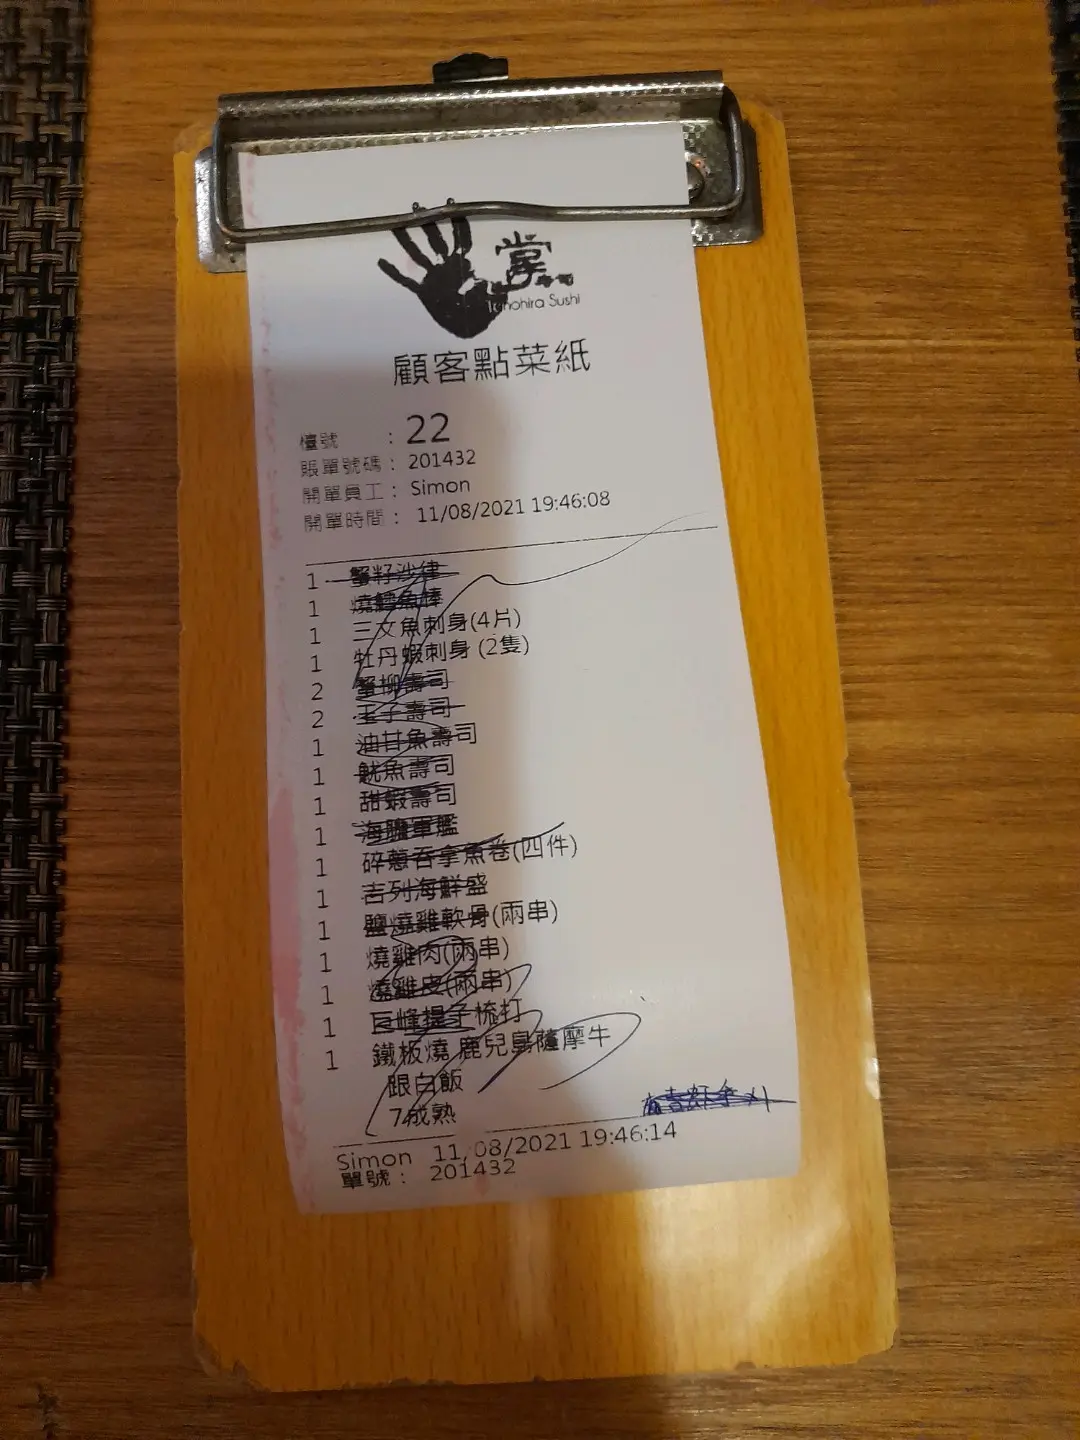 掌
Tenohira Sushi
顧客點菜紙
檯號 : 22
賬單號碼 : 201432
開單員工 : Simon
開單時間 : 11/08/2021 19:46:08
1 蟹籽沙律
1 燒鱈魚棒
1 三文魚刺身(4片)
1 牡丹蝦刺身 (2隻)
2 蟹柳壽司
2 玉子壽司
1 油甘魚壽司
1 魷魚壽司
1 甜蝦壽司
1 海膽軍艦
1 碎蔥吞拿魚卷(四件)
1 吉列海鮮盛
1 鹽燒雞軟骨(兩串)
1 燒雞肉(兩串)
1 燒雞皮(兩串)
1 巨峰提子梳打
1 鐵板燒 鹿兒島薩摩牛
跟白飯
7成熟
Simon 11/08/2021 19:46:14
單號 : 201432